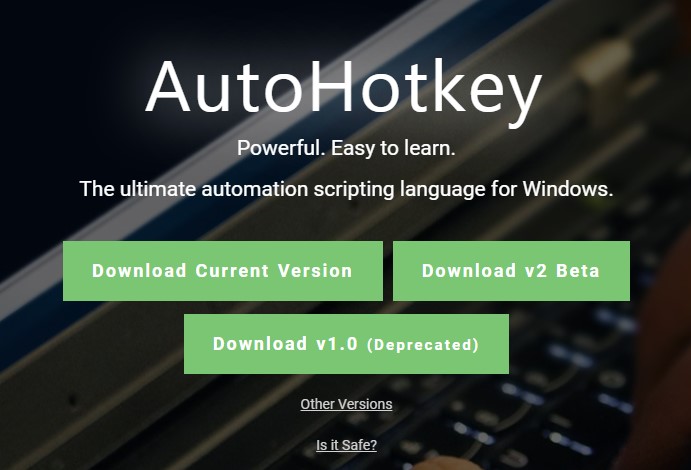 AutoHotkey
Powerful. Easy to learn.
The ultimate automation scripting language for Windows.
Download Current Version
Download v2 Beta
Download v1.0 (Deprecated)
Other Versions
Is it Safe?